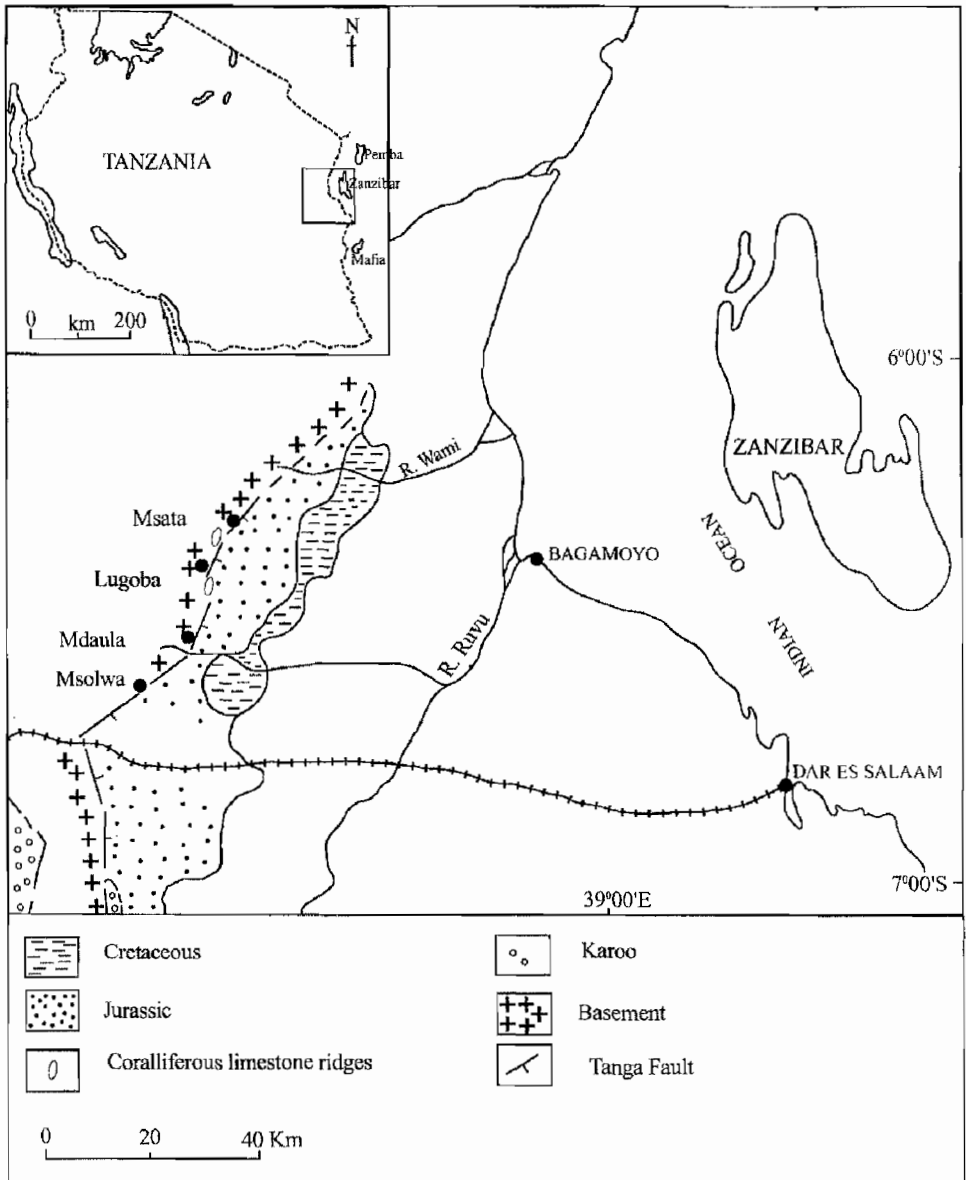 N
TANZANIA
Pemba
Zanzibar
Mafia
0 km 200
6°00'S
ZANZIBAR
R. Wami
Msata
OCEAN
BAGAMOYO
Lugoba
INDIAN
R. Ruvu
Mdaula
Msolwa
DAR ES SALAAM
39°00'E
7°00'S
Cretaceous
Karoo
Jurassic
Basement
Coralliferous limestone ridges
Tanga Fault
0 20 40 Km